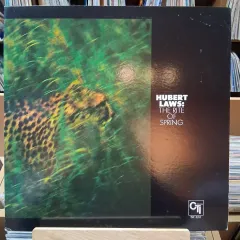 HUBERT
LAWS:
THE RITE
OF
SPRING
CTI